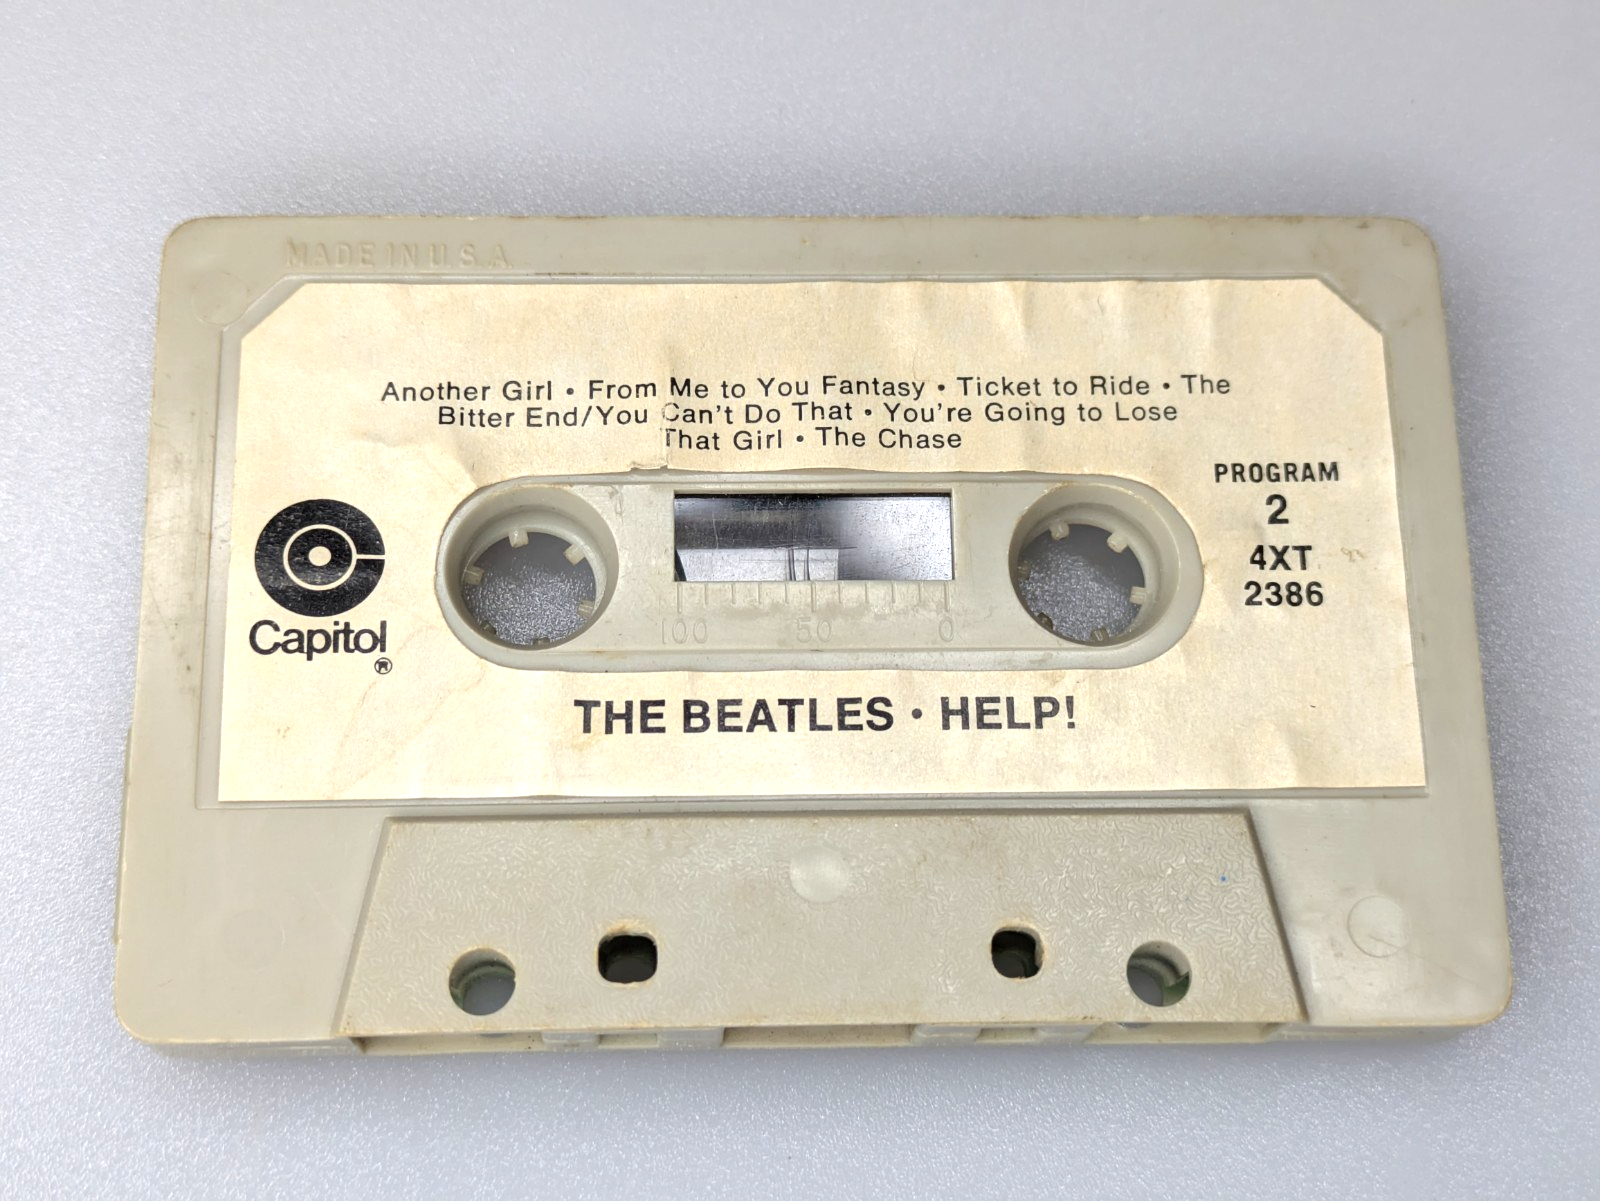 MADE IN U.S.A.
Another Girl • From Me to You Fantasy • Ticket to Ride • The
Bitter End/You Can't Do That • You're Going to Lose
That Girl • The Chase
PROGRAM
2
4XT
2386
Capitol
®
100 50 0
THE BEATLES • HELP!